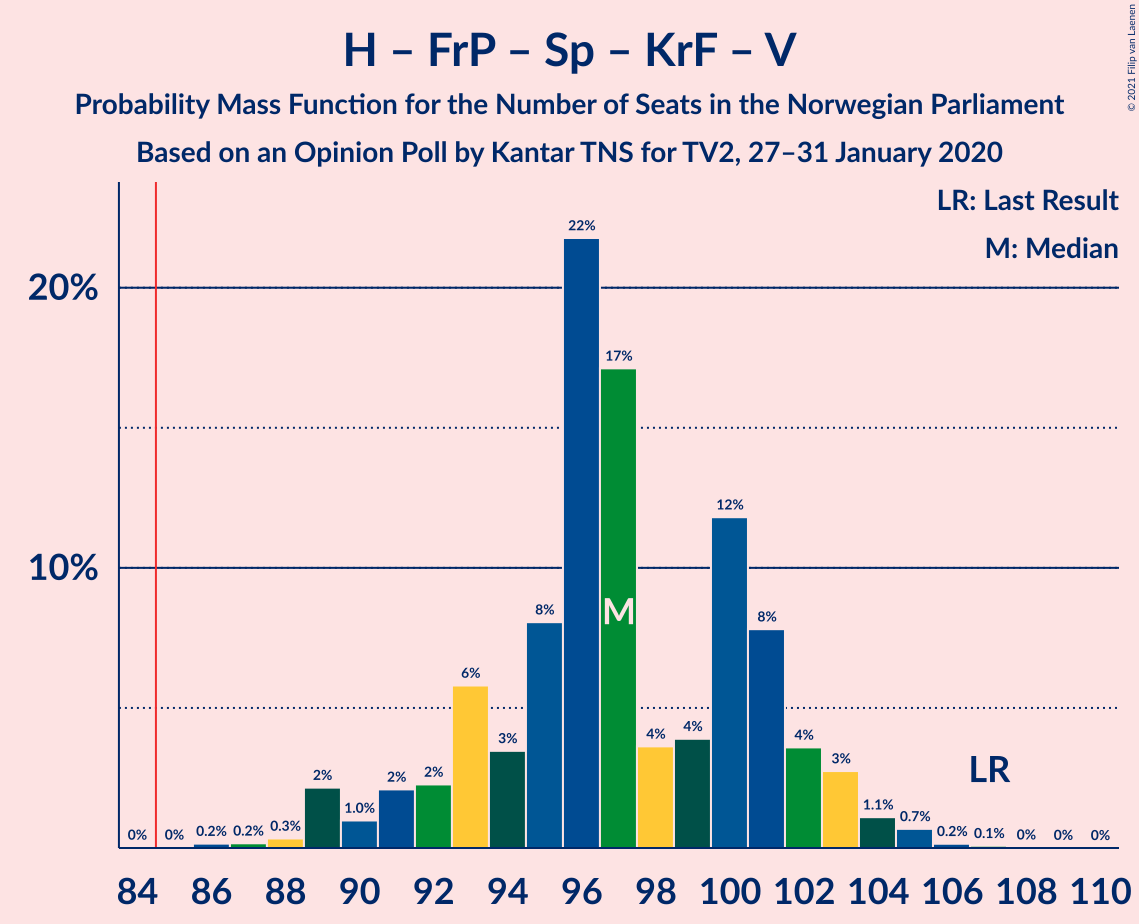 H – FrP – Sp – KrF – V
Probability Mass Function for the Number of Seats in the Norwegian Parliament
Based on an Opinion Poll by Kantar TNS for TV2, 27–31 January 2020
© 2021 Filip van Laenen
LR: Last Result
M: Median
20%
10%
0% 0% 0.2% 0.2% 0.3% 2% 1.0% 2% 2% 6% 3% 8% 22% 17% 4% 4% 12% 8% 4% 3% 1.1% 0.7% 0.2% 0.1% 0% 0% 0%
M
LR
84 86 88 90 92 94 96 98 100 102 104 106 108 110